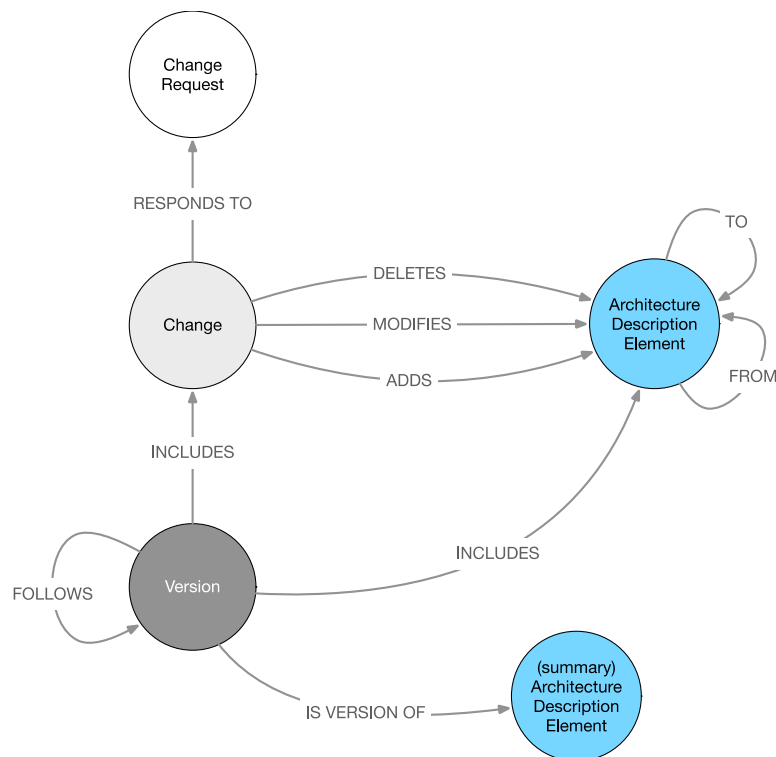 Change
Request
RESPONDS TO
DELETES
TO
Change
MODIFIES
Architecture
Description
Element
ADDS
FROM
INCLUDES
INCLUDES
FOLLOWS
Version
(summary)
Architecture
Description
Element
IS VERSION OF